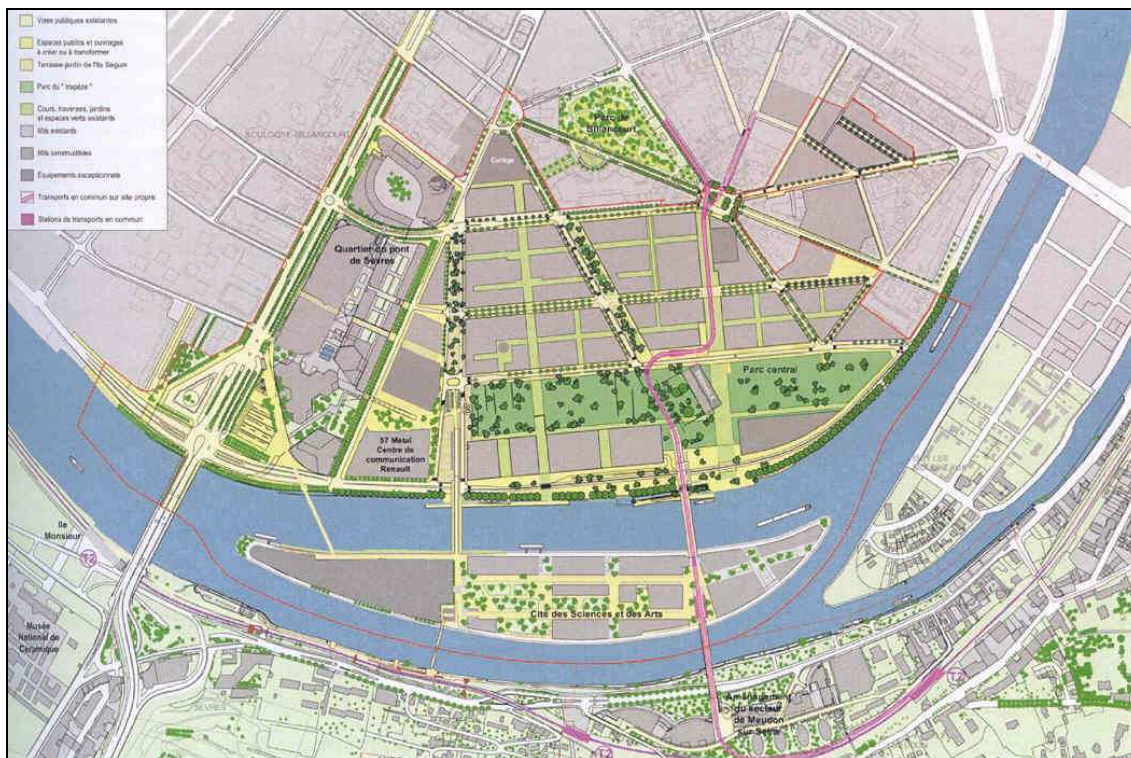 Voies publiques existantes
Espaces publics et ouvrages
à créer ou à transformer
Terrasse jardin de l'Ile Seguin
Parc du "trapèze"
Cours, traverses, jardins
et espaces verts existants
Ilôts existants
Ilôts constructibles
Equipements exceptionnels
Transports en commun sur site propre
Stations de transports en commun
BOULOGNE-BILLANCOURT
Parc de
Billancourt
Collège
Quartier du pont
de Sèvres
Parc central
57 Métal
Centre de
communication
Renault
Ile
Monsieur
T2
Musée
National de
Céramique
Cité des Sciences et des Arts
SEVRES
Aménagement
du secteur
de Meudon
sur Seine
T2
T2